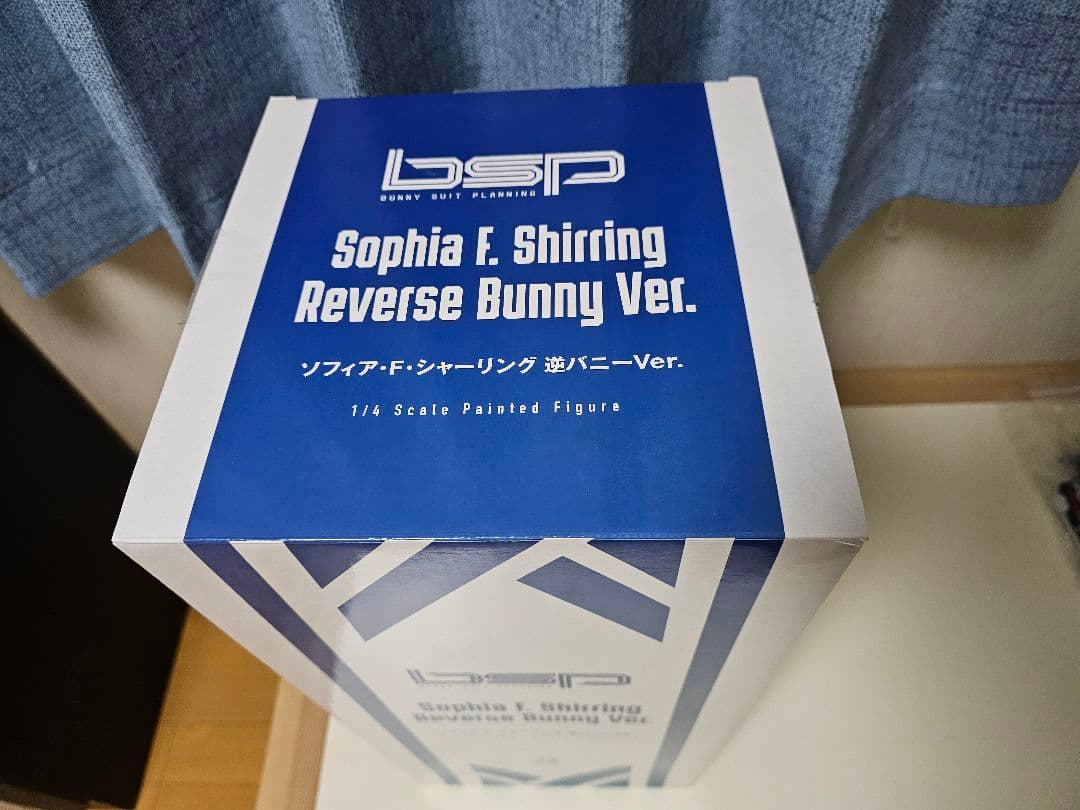 bsp
BUNNY SUIT PLANNING
Sophia F. Shirring
Reverse Bunny Ver.
ソフィア・F・シャーリング 逆バニーVer.
1/4 Scale Painted Figure
bsp
Sophia F. Shirring
Reverse Bunny Ver.